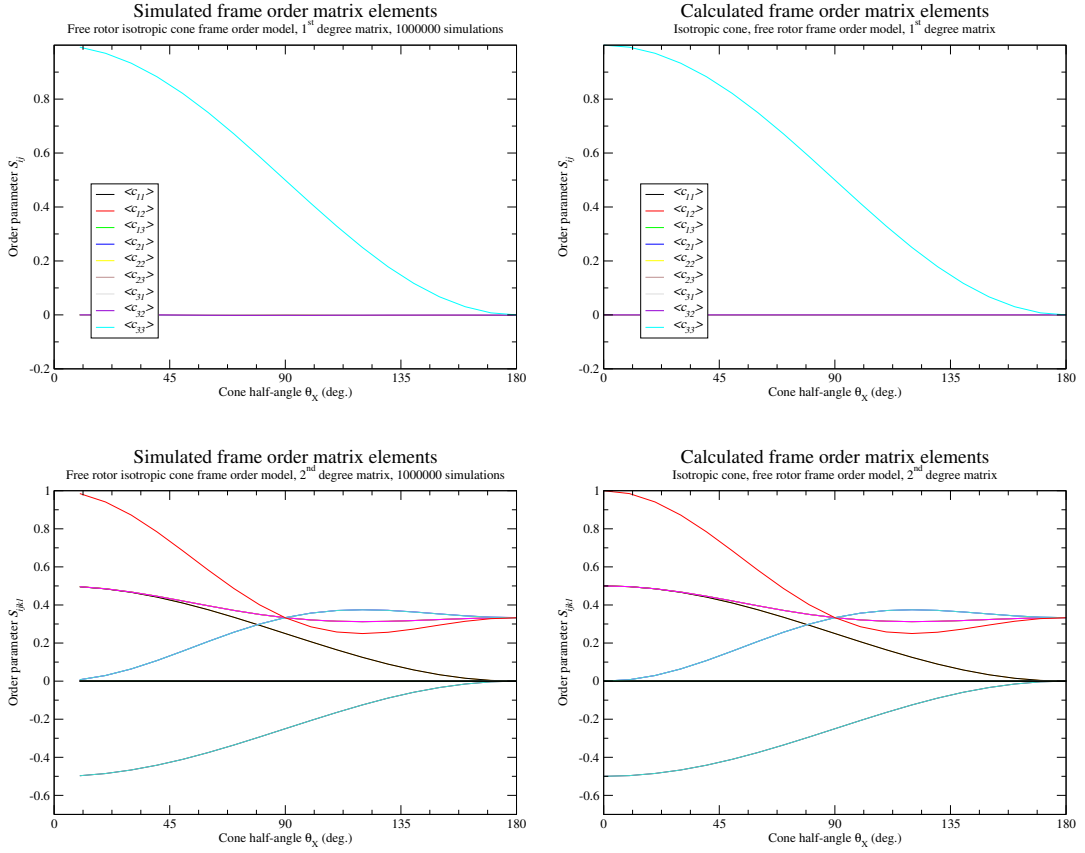 Simulated frame order matrix elements
Free rotor isotropic cone frame order model, 1st degree matrix, 1000000 simulations
0.8
0.6
0.4
0.2
0
-0.2
Order parameter Sij
<c11>
<c12>
<c13>
<c21>
<c22>
<c23>
<c31>
<c32>
<c33>
0 45 90 135 180
Cone half-angle θX (deg.)
Calculated frame order matrix elements
Isotropic cone, free rotor frame order model, 1st degree matrix
0.8
0.6
0.4
0.2
0
-0.2
Order parameter Sij
<c11>
<c12>
<c13>
<c21>
<c22>
<c23>
<c31>
<c32>
<c33>
0 45 90 135 180
Cone half-angle θX (deg.)
Simulated frame order matrix elements
Free rotor isotropic cone frame order model, 2nd degree matrix, 1000000 simulations
1
0.8
0.6
0.4
0.2
0
-0.2
-0.4
-0.6
Order parameter Sijkl
0 45 90 135 180
Cone half-angle θX (deg.)
Calculated frame order matrix elements
Isotropic cone, free rotor frame order model, 2nd degree matrix
1
0.8
0.6
0.4
0.2
0
-0.2
-0.4
-0.6
Order parameter Sijkl
0 45 90 135 180
Cone half-angle θX (deg.)